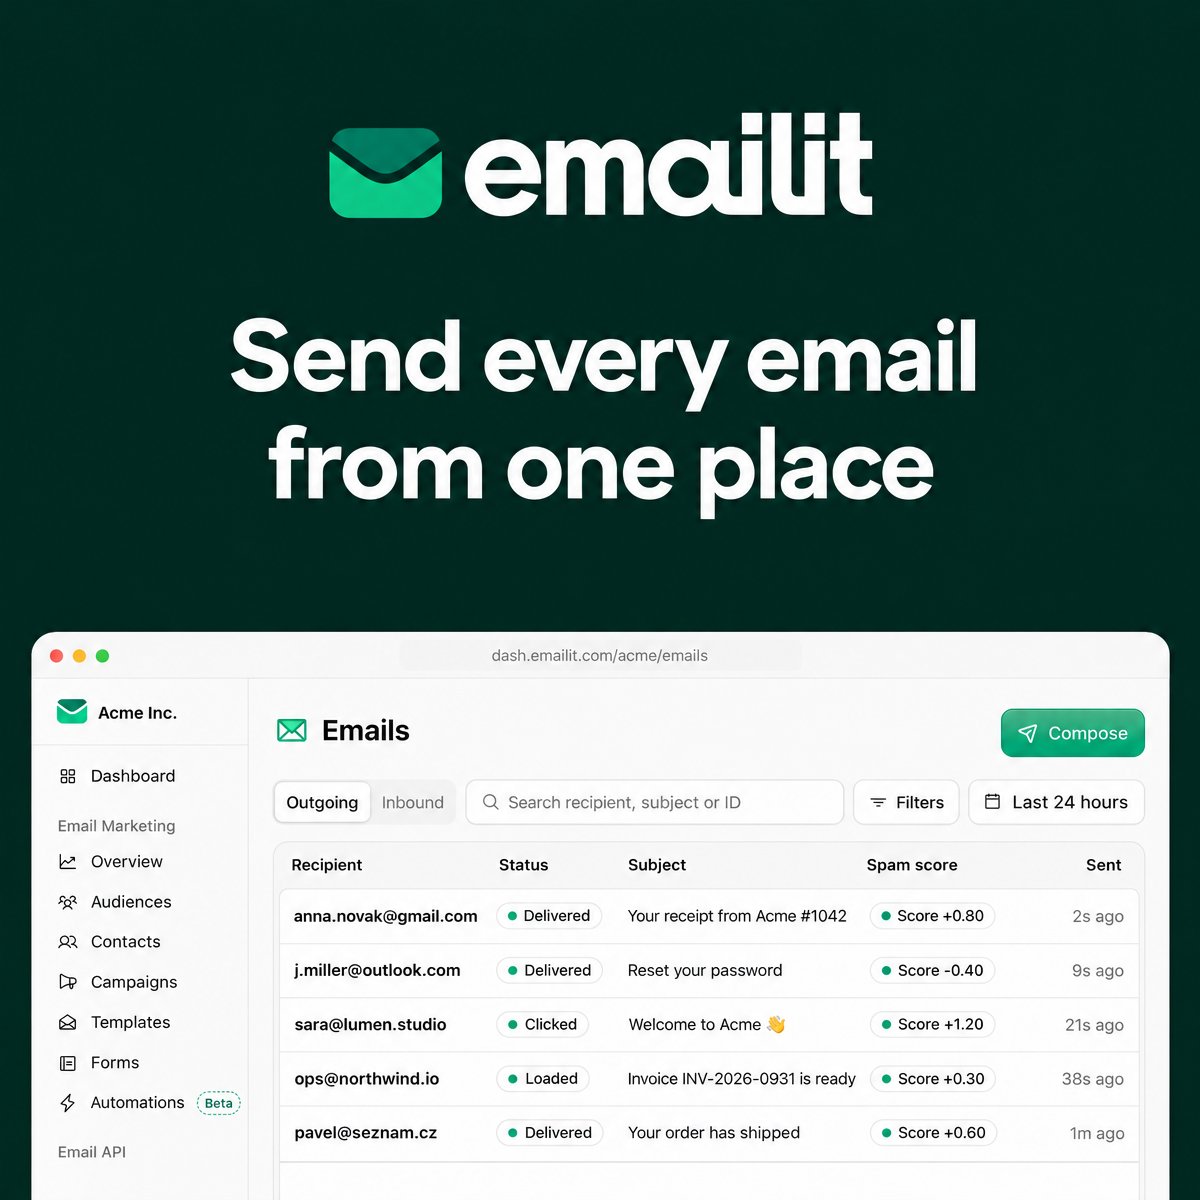 emailit
Send every email
from one place
dash.emailit.com/acme/emails
Acme Inc.
Dashboard
Email Marketing
Overview
Audiences
Contacts
Campaigns
Templates
Forms
Automations Beta
Email API
Emails
Compose
Outgoing Inbound Search recipient, subject or ID Filters Last 24 hours
Recipient Status Subject Spam score Sent
anna.novak@gmail.com Delivered Your receipt from Acme #1042 Score +0.80 2s ago
j.miller@outlook.com Delivered Reset your password Score -0.40 9s ago
sara@lumen.studio Clicked Welcome to Acme 👋 Score +1.20 21s ago
ops@northwind.io Loaded Invoice INV-2026-0931 is ready Score +0.30 38s ago
pavel@seznam.cz Delivered Your order has shipped Score +0.60 1m ago